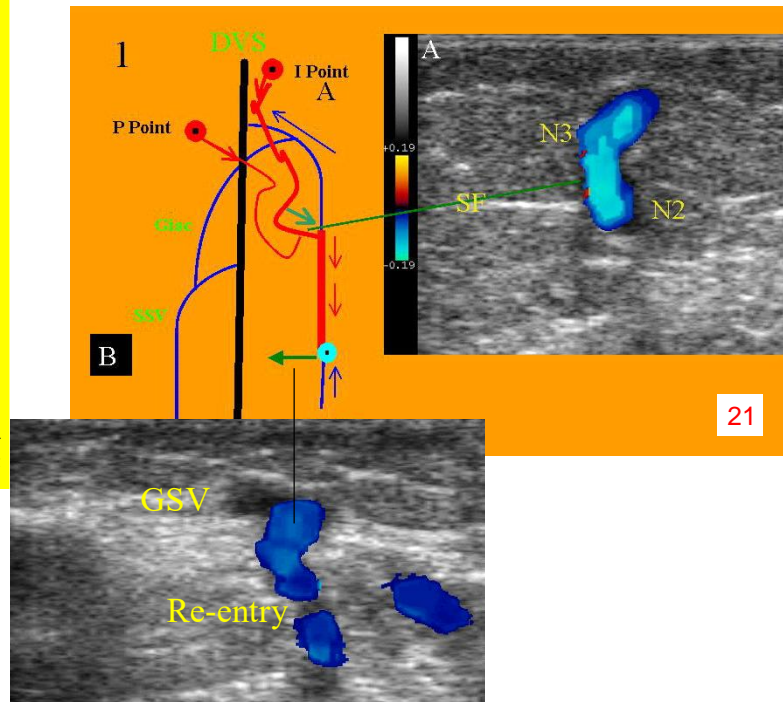 1
DVS
I Point
A
P Point
Giac
SSV
B
A
+0.19
-0.19
N3
SF
N2
21
GSV
Re-entry